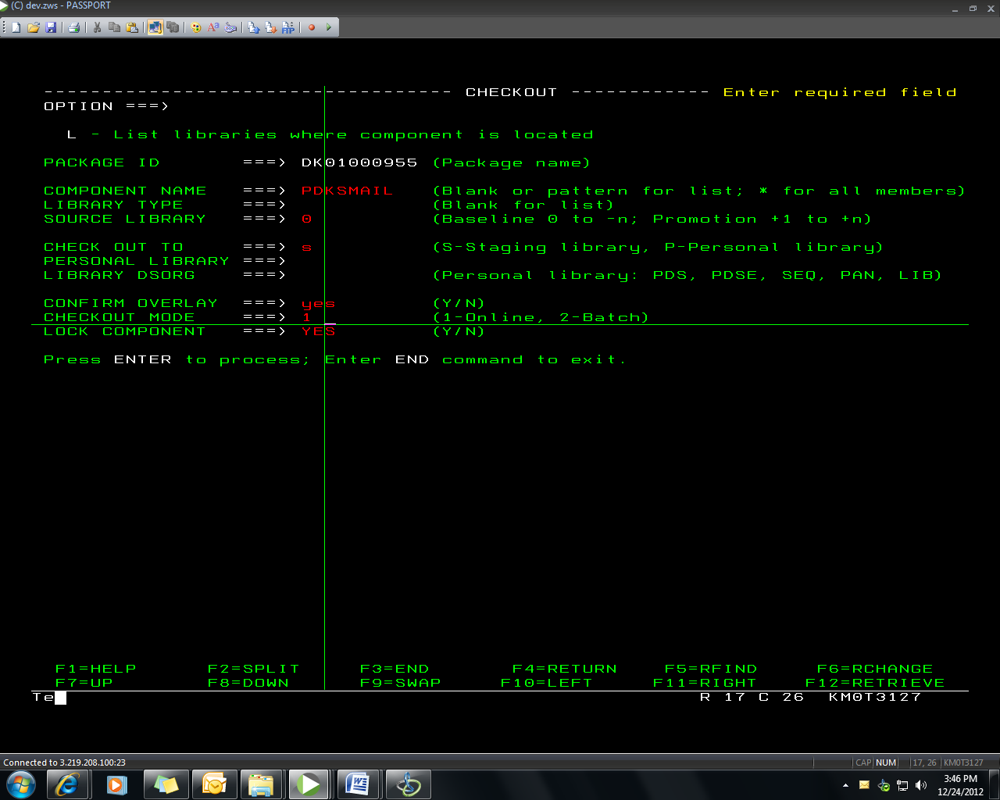 (C) dev.zws - PASSPORT
----------------------------------- CHECKOUT ------------ Enter required field
OPTION ===>
L - List libraries where component is located
PACKAGE ID ===> DK01000955 (Package name)
COMPONENT NAME ===> PDKSMAIL (Blank or pattern for list; * for all members)
LIBRARY TYPE ===> (Blank for list)
SOURCE LIBRARY ===> 0 (Baseline 0 to -n; Promotion +1 to +n)
CHECK OUT TO ===> s (S-Staging library, P-Personal library)
PERSONAL LIBRARY ===>
LIBRARY DSORG ===> (Personal library: PDS, PDSE, SEQ, PAN, LIB)
CONFIRM OVERLAY ===> yes (Y/N)
CHECKOUT MODE ===> 1 (1-Online, 2-Batch)
LOCK COMPONENT ===> YES (Y/N)
Press ENTER to process; Enter END command to exit.
F1=HELP F2=SPLIT F3=END F4=RETURN F5=RFIND F6=RCHANGE
F7=UP F8=DOWN F9=SWAP F10=LEFT F11=RIGHT F12=RETRIEVE
Te R 17 C 26 KM0T3127
Connected to 3.219.208.100:23 CAP NUM 17, 26 KM0T3127
3:46 PM
12/24/2012